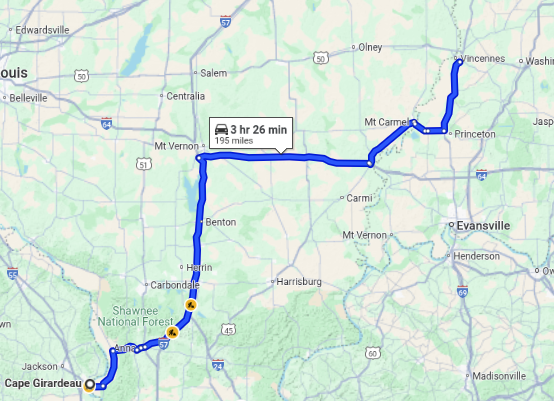 Edwardsville
57
50
Olney
Vincennes
ouis
50
Salem
50
Washi
Belleville
Centralia
64
Mt Carmel
Princeton
Jasp
3 hr 26 min
195 miles
Mt Vernon
51
64
Carmi
Benton
Mt Vernon
Evansville
Henderson
Herrin
Carbondale
Harrisburg
Ow
55
69
Shawnee
National Forest
wn
45
Anna
57
24
60
Jackson
Cape Girardeau
Madisonville